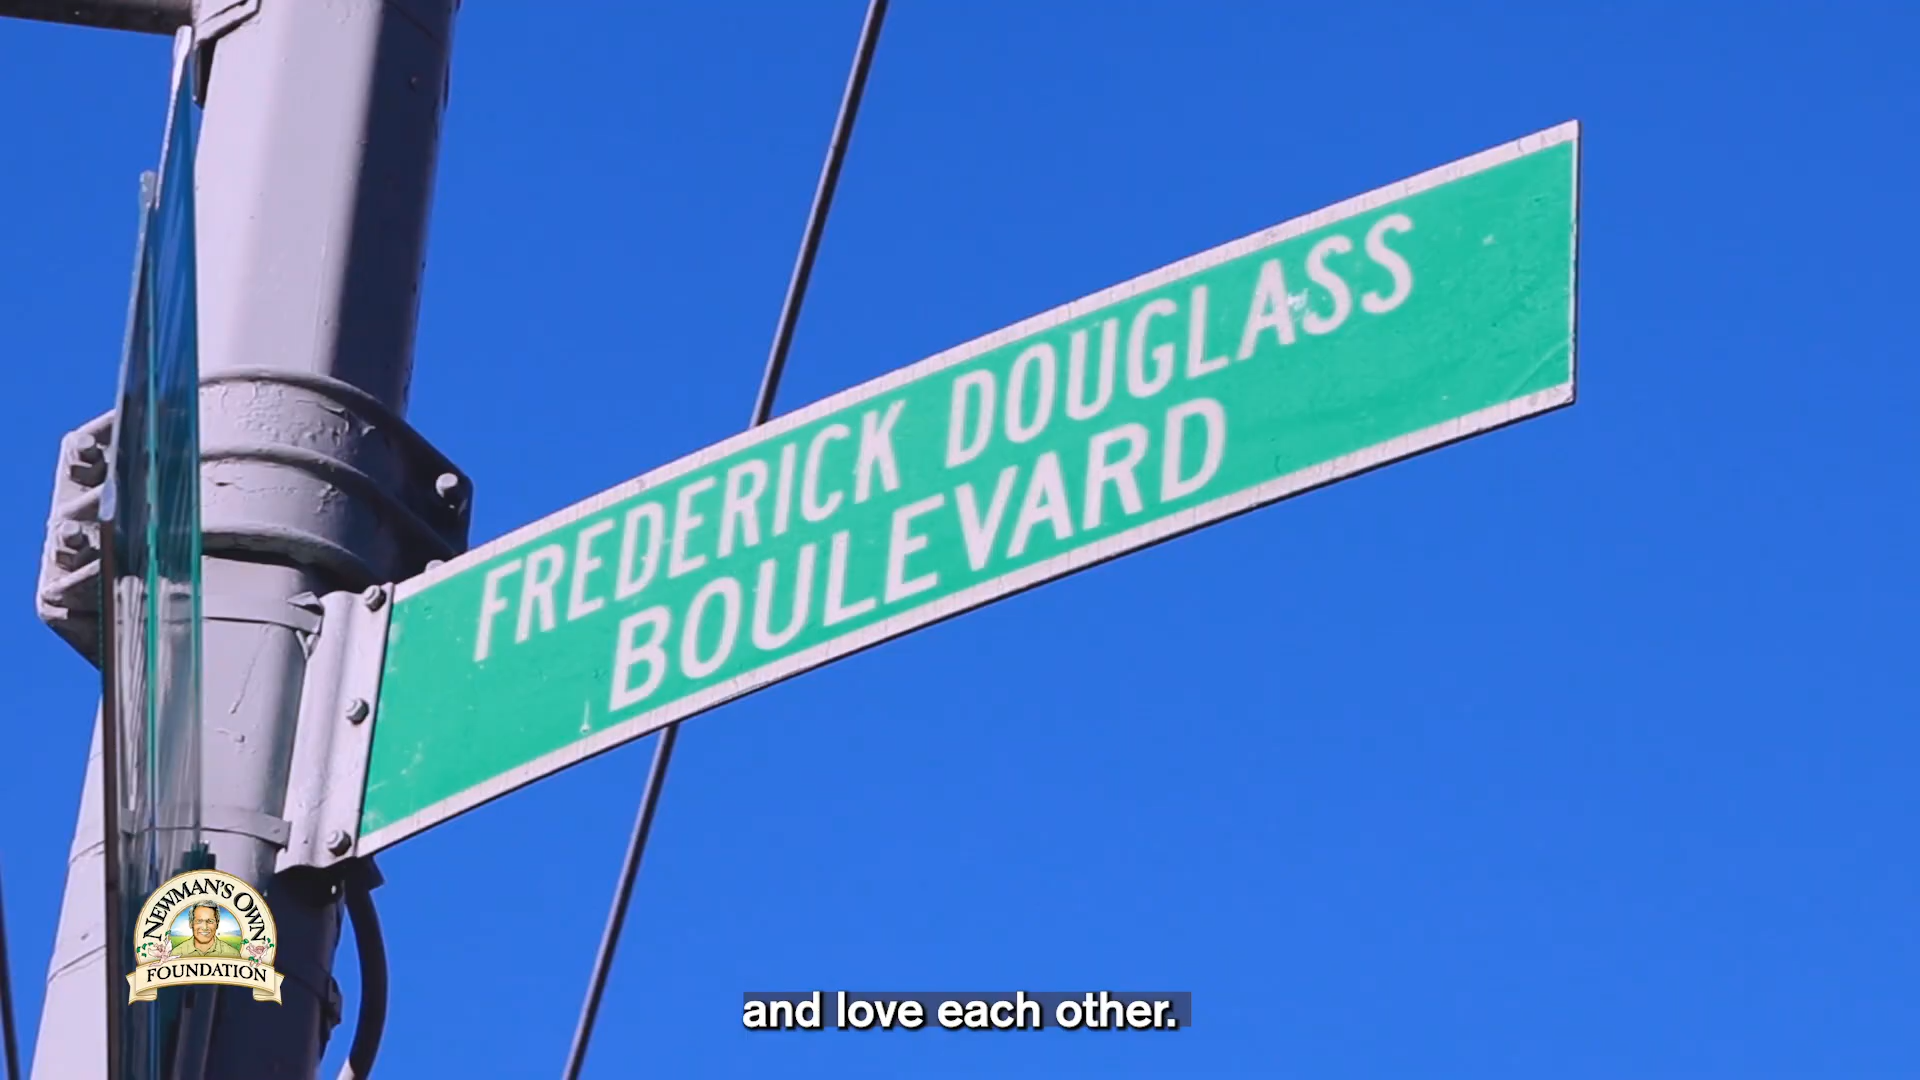 FREDERICK DOUGLASS
BOULEVARD
NEWMAN'S OWN
FOUNDATION
and love each other.